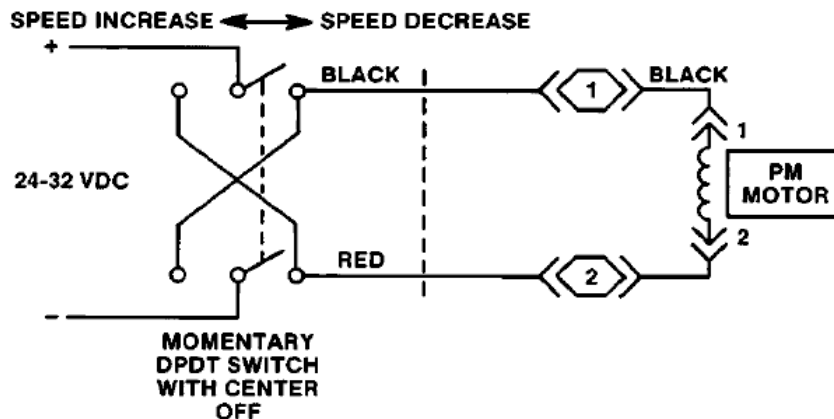 SPEED INCREASE SPEED DECREASE
+
BLACK
1
BLACK
1
24-32 VDC
PM
MOTOR
2
RED
2
-
MOMENTARY
DPDT SWITCH
WITH CENTER
OFF